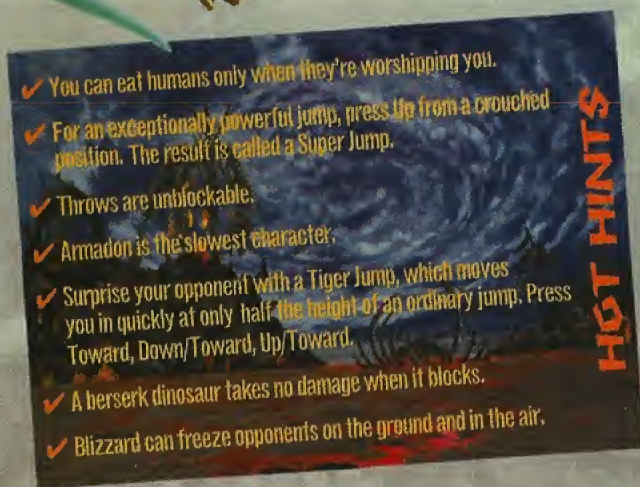 ✔ You can eat humans only when they're worshipping you.
✔ For an exceptionally powerful jump, press Up from a crouched
position. The result is called a Super Jump.
✔ Throws are unblockable.
✔ Armadon is the slowest character.
✔ Surprise your opponent with a Tiger Jump, which moves
you in quickly at only half the height of an ordinary jump. Press
Toward, Down/Toward, Up/Toward.
✔ A berserk dinosaur takes no damage when it blocks.
✔ Blizzard can freeze opponents on the ground and in the air.
HOT HINTS